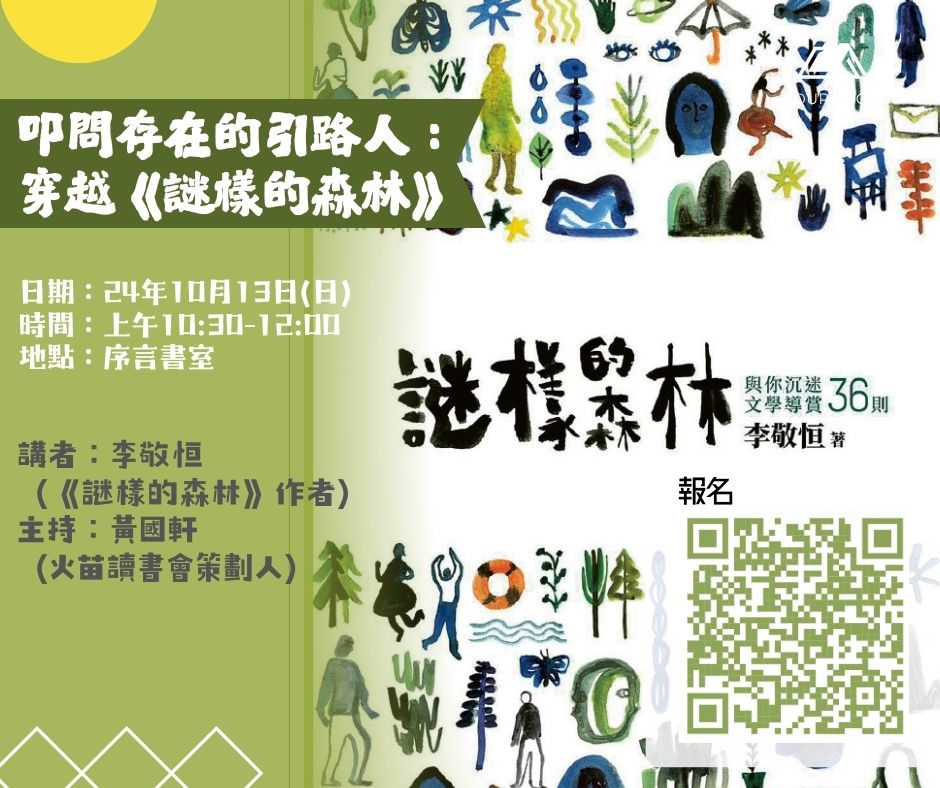 叩問存在的引路人：
穿越《謎樣的森林》
日期：24年10月13日(日)
時間：上午10:30-12:00
地點：序言書室
謎樣的森林
與你沉迷
文學導賞36則
李敬恒 著
講者：李敬恒
(《謎樣的森林》作者)
主持：黃國軒
(火苗讀書會策劃人)
報名